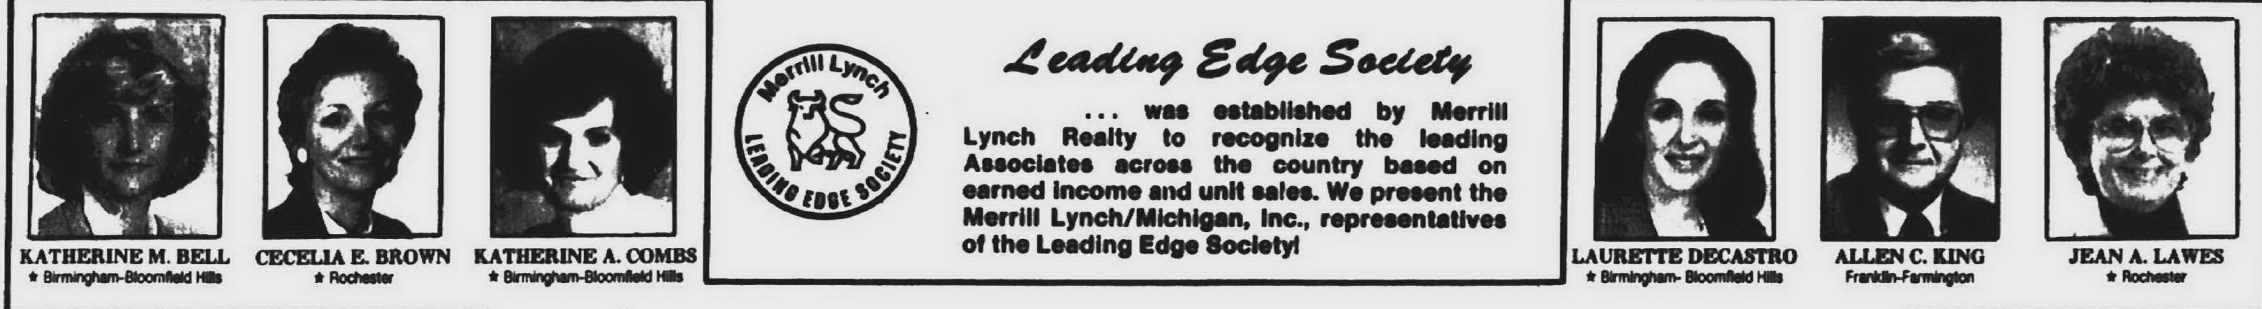 KATHERINE M. BELL
★ Birmingham-Bloomfield Hills
CECELIA E. BROWN
★ Rochester
KATHERINE A. COMBS
★ Birmingham-Bloomfield Hills
Merrill Lynch
LEADING EDGE SOCIETY
Leading Edge Society
... was established by Merrill
Lynch Realty to recognize the leading
Associates across the country based on
earned income and unit sales. We present the
Merrill Lynch/Michigan, Inc., representatives
of the Leading Edge Society!
LAURETTE DECASTRO
★ Birmingham- Bloomfield Hills
ALLEN C. KING
Franklin-Farmington
JEAN A. LAWES
★ Rochester